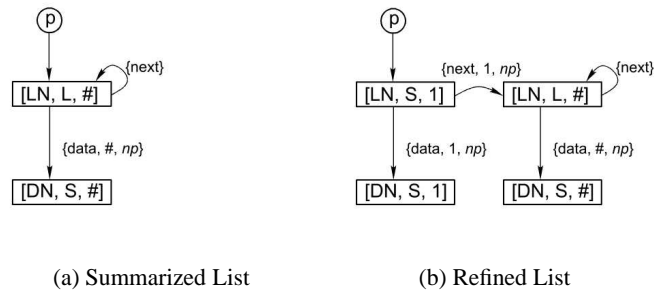 p
p
{next}
{next, 1, np}
{next}
[LN, L, #]
[LN, S, 1]
[LN, L, #]
{data, #, np}
{data, 1, np}
{data, #, np}
[DN, S, #]
[DN, S, 1]
[DN, S, #]
(a) Summarized List
(b) Refined List